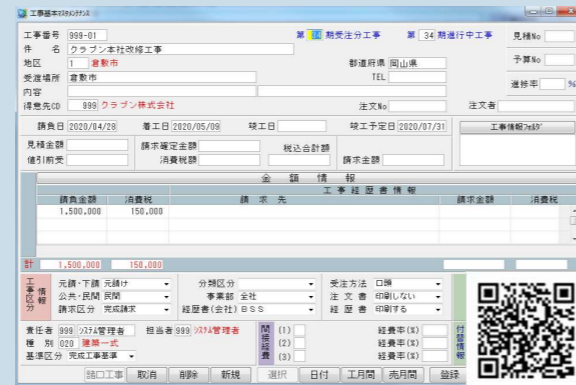 工事基本マスタメンテナンス
工事番号 999-01 第 34 期受注分工事 第 34 期進行中工事 見積No
件 名 クラブン本社改修工事
地区 1 倉敷市 都道府県 岡山県 予算No
受渡場所 倉敷市 TEL
内容 進捗率 %
得意先CD 999 クラブン株式会社 注文No 注文者
請負日 2020/04/28 着工日 2020/05/09 竣工日 竣工予定日 2020/07/31 工事情報フォルダ
見積金額 請求確定金額 税込合計額
値引前受 消費税額 請求金額
金 額 情 報
工事経歴書情報
請負金額 消費税 請 求 先 請求金額 消費税
1,500,000 150,000
計 1,500,000 150,000
工事区分情報
元請・下請 元請け 分類区分 受注方法 口頭
公共・民間 民間 事業部 全社 注 文 書 印刷しない
請求区分 完成請求 経歴書(会社) BSS 経 歴 書 印刷する
責任者 999 システム管理者 担当者 999 システム管理者 間接経費 (1) 経費率(%) 付替情報
種 別 020 建築一式 (2) 経費率(%)
基準区分 完成工事基準 (3) 経費率(%)
諸口工事 取消 削除 新規 選択 日付 工月間 売月間 登録